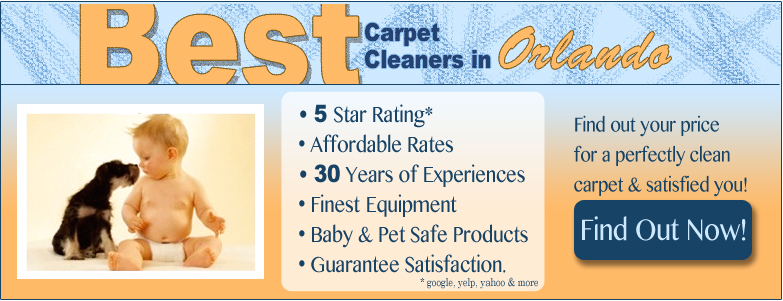 Best Carpet
Cleaners in Orlando
• 5 Star Rating*
• Affordable Rates
• 30 Years of Experiences
• Finest Equipment
• Baby & Pet Safe Products
• Guarantee Satisfaction.
* google, yelp, yahoo & more
Find out your price
for a perfectly clean
carpet & satisfied you!
Find Out Now!